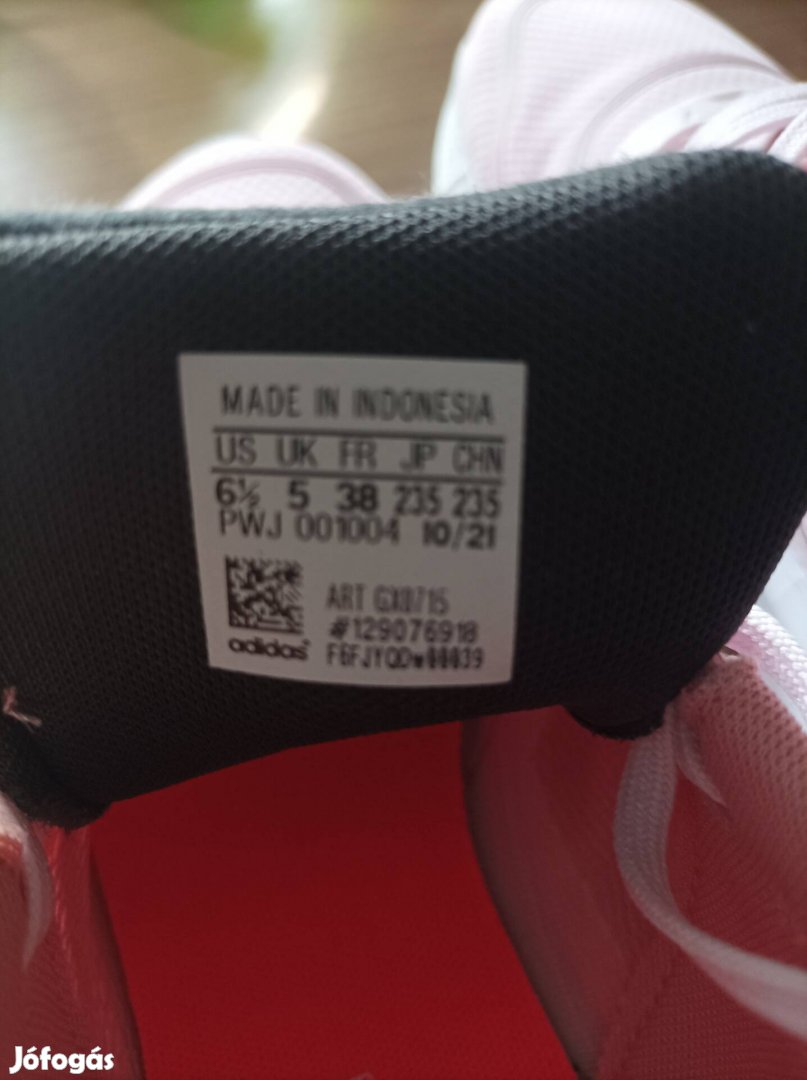 MADE IN INDONESIA
US UK FR JP CHN
6½ 5 38 235 235
PWJ 001004 10/21
ART GX0715
#129076918
adidas
Jófogás